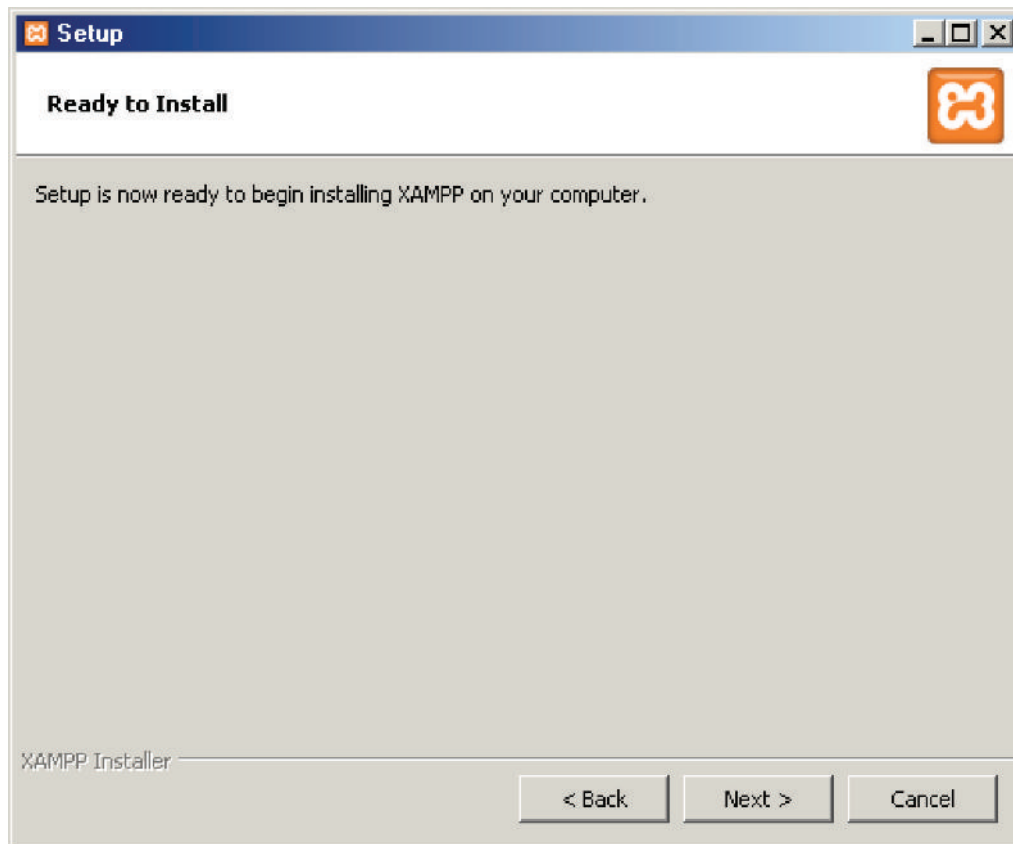 Setup
Ready to Install
Setup is now ready to begin installing XAMPP on your computer.
XAMPP Installer
< Back Next > Cancel